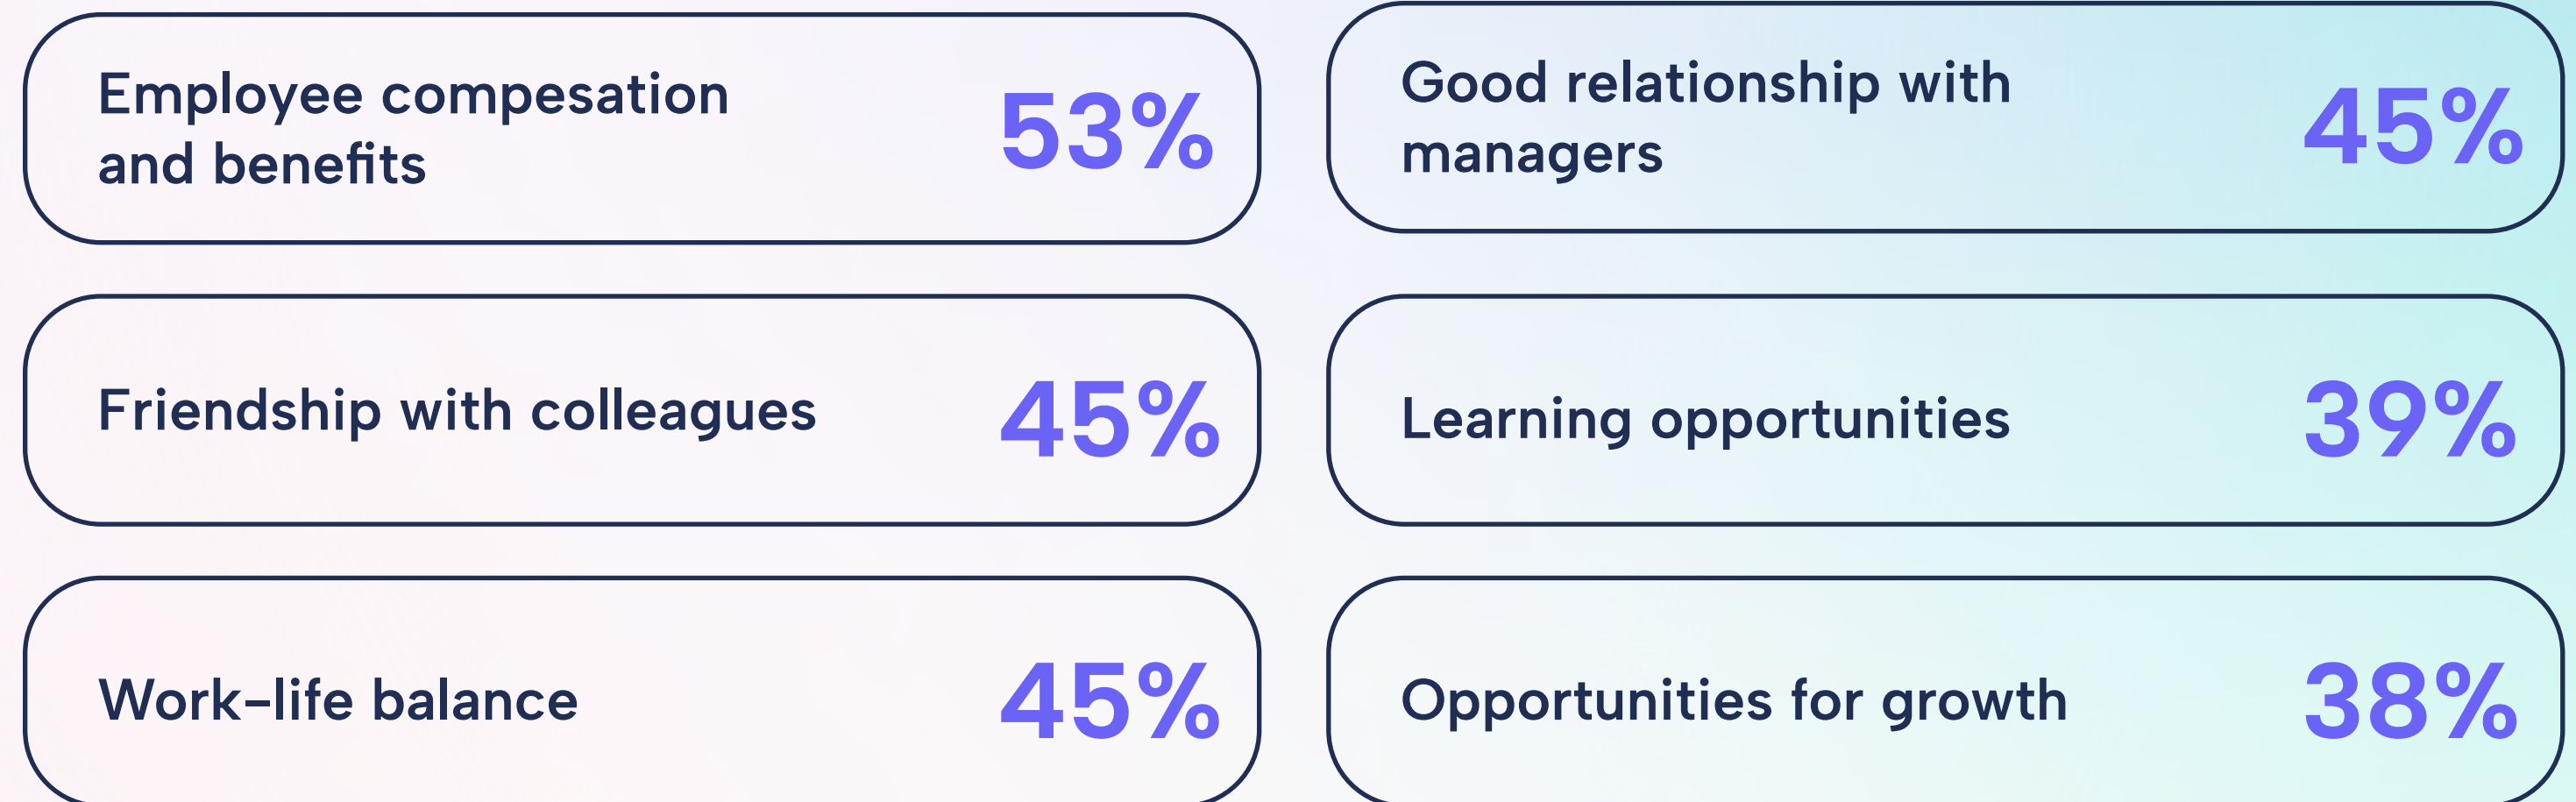 Employee compesation
and benefits
53%
Good relationship with
managers
45%
Friendship with colleagues
45%
Learning opportunities
39%
Work-life balance
45%
Opportunities for growth
38%